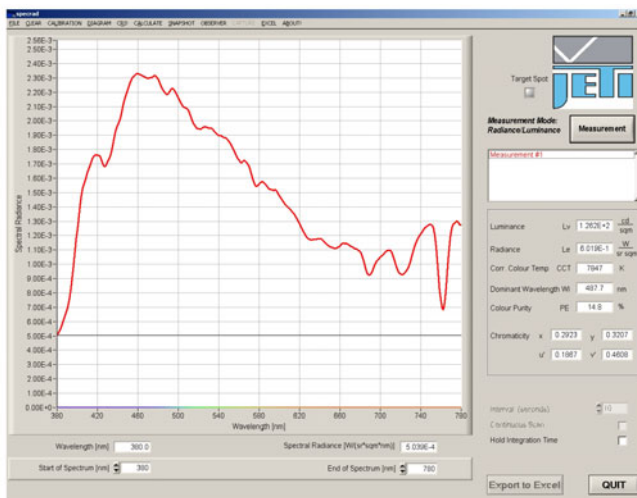 _specrad
FILE CLEAR CALIBRATION DIAGRAM CRI CALCULATE SNAPSHOT OBSERVER CAPTURE EXCEL ABOUT!
2.56E-3
2.40E-3
2.30E-3
2.20E-3
2.10E-3
2.00E-3
1.90E-3
1.80E-3
1.70E-3
1.60E-3
1.50E-3
1.40E-3
1.30E-3
1.20E-3
1.10E-3
1.00E-3
9.00E-4
8.00E-4
7.00E-4
6.00E-4
5.00E-4
4.00E-4
3.00E-4
2.00E-4
1.00E-4
0.00E+0
Spectral Radiance
380 420 460 500 540 580 620 660 700 740 780
Wavelength [nm]
Wavelength [nm] 380.0 Spectral Radiance [W/(sr*sqm*nm)] 5.039E-4
Start of Spectrum [nm] 380 End of Spectrum [nm] 780
Target Spot
JETI
Measurement Mode:
Radiance/Luminance
Measurement
Measurement #1
Luminance Lv 1.262E+2 cd
sqm
Radiance Le 6.019E-1 W
sr sqm
Corr. Colour Temp CCT 7847 K
Dominant Wavelength Wl 487.7 nm
Colour Purity PE 14.8 %
Chromaticity x 0.2923 y 0.3207
u' 0.1867 v' 0.4608
Interval (seconds) 10
Continuous Scan
Hold Integration Time
Export to Excel QUIT